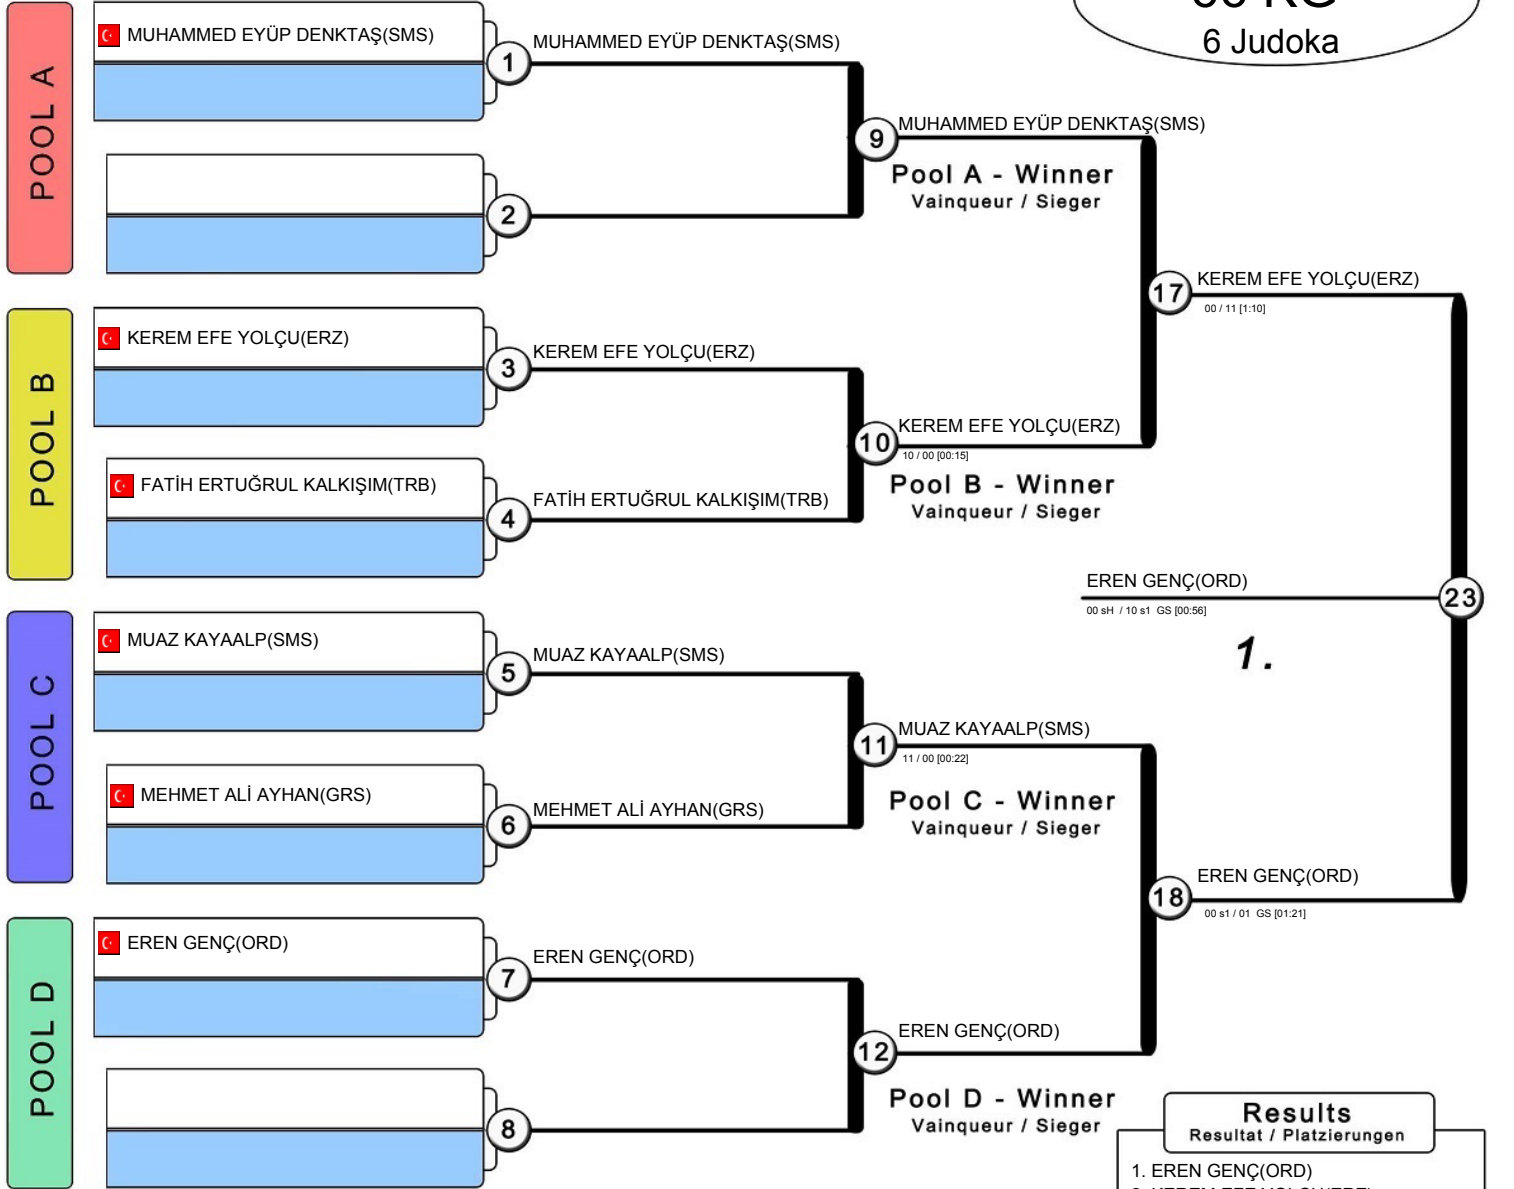 6 Judoka
POOL A
MUHAMMED EYÜP DENKTAŞ(SMS)
1
MUHAMMED EYÜP DENKTAŞ(SMS)
2
9
MUHAMMED EYÜP DENKTAŞ(SMS)
Pool A - Winner
Vainqueur / Sieger
POOL B
KEREM EFE YOLÇU(ERZ)
3
KEREM EFE YOLÇU(ERZ)
FATİH ERTUĞRUL KALKIŞIM(TRB)
4
FATİH ERTUĞRUL KALKIŞIM(TRB)
10
KEREM EFE YOLÇU(ERZ)
10 / 00 [00:15]
Pool B - Winner
Vainqueur / Sieger
17
KEREM EFE YOLÇU(ERZ)
00 / 11 [1:10]
EREN GENÇ(ORD)
00 sH / 10 s1 GS [00:56]
23
1.
POOL C
MUAZ KAYAALP(SMS)
5
MUAZ KAYAALP(SMS)
MEHMET ALİ AYHAN(GRS)
6
MEHMET ALİ AYHAN(GRS)
11
MUAZ KAYAALP(SMS)
11 / 00 [00:22]
Pool C - Winner
Vainqueur / Sieger
18
EREN GENÇ(ORD)
00 s1 / 01 GS [01:21]
POOL D
EREN GENÇ(ORD)
7
EREN GENÇ(ORD)
8
12
EREN GENÇ(ORD)
Pool D - Winner
Vainqueur / Sieger
Results
Resultat / Platzierungen
1. EREN GENÇ(ORD)